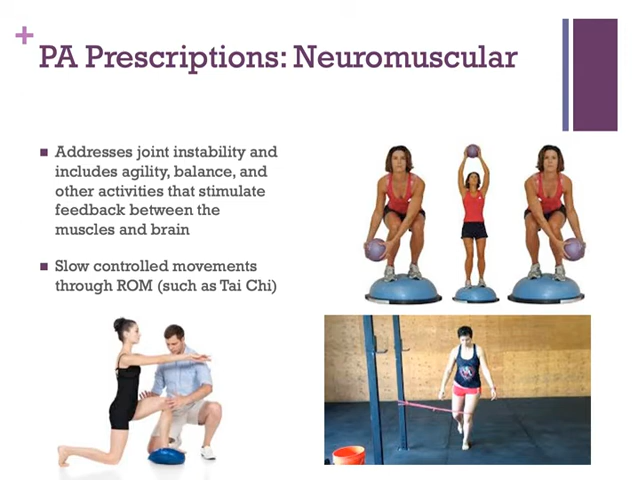 +
PA Prescriptions: Neuromuscular
Addresses joint instability and
includes agility, balance, and
other activities that stimulate
feedback between the
muscles and brain
Slow controlled movements
through ROM (such as Tai Chi)